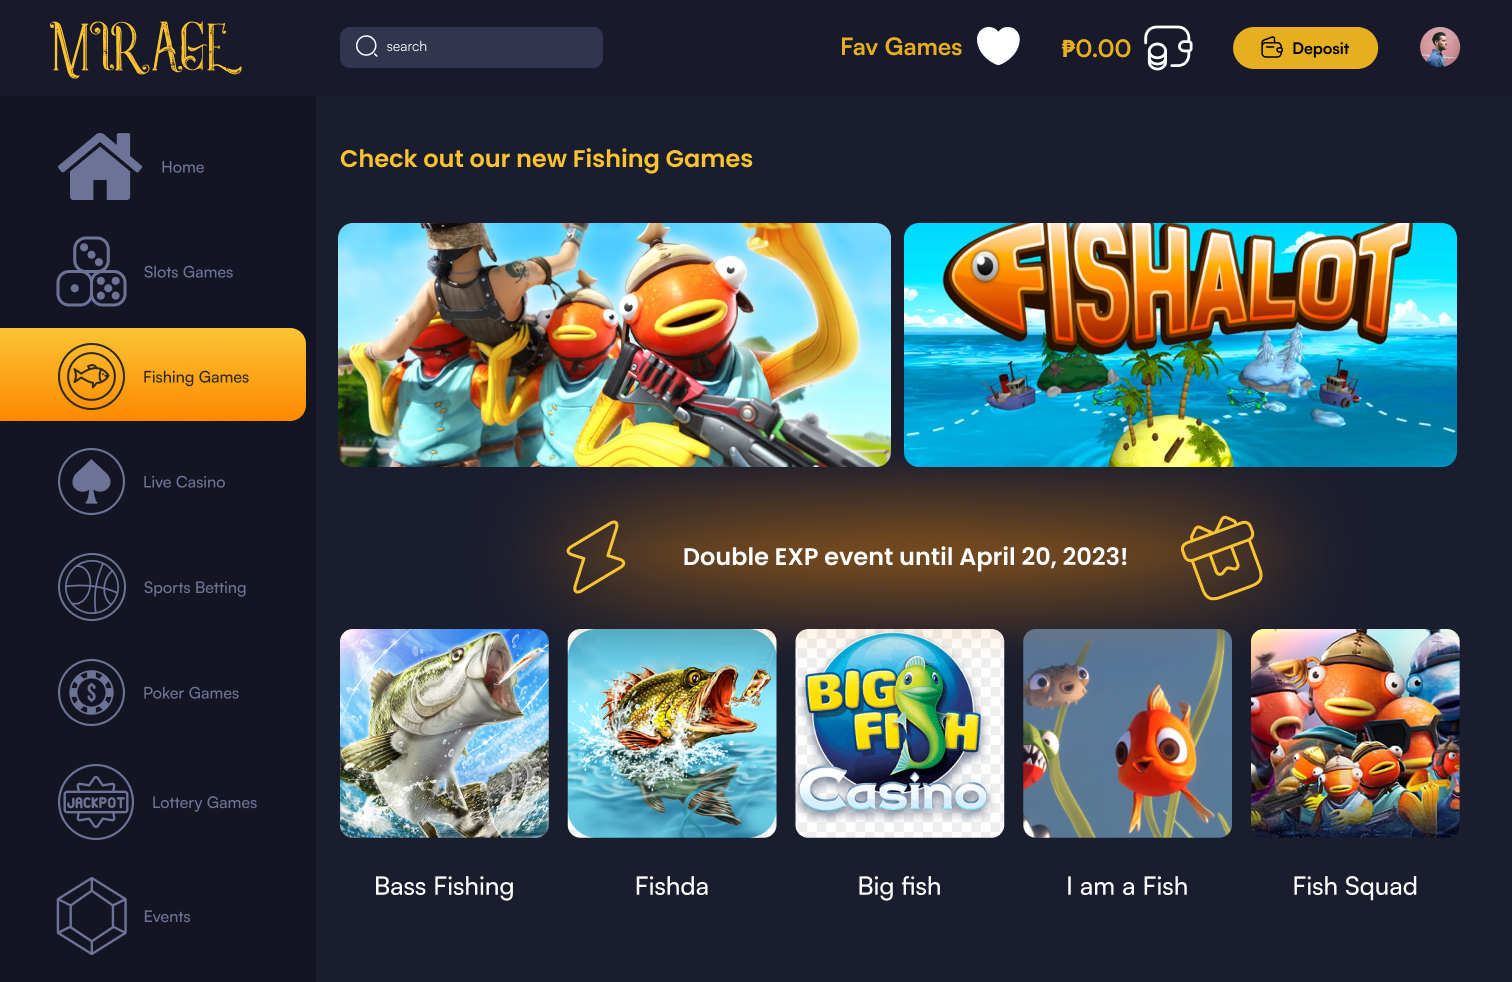 MIRAGE
search
Fav Games
₱0.00
Deposit
Home
Slots Games
Fishing Games
Live Casino
Sports Betting
Poker Games
JACKPOT
Lottery Games
Events
Check out our new Fishing Games
FISHALOT
Double EXP event until April 20, 2023!
BIG
FISH
Casino
Bass Fishing
Fishda
Big fish
I am a Fish
Fish Squad